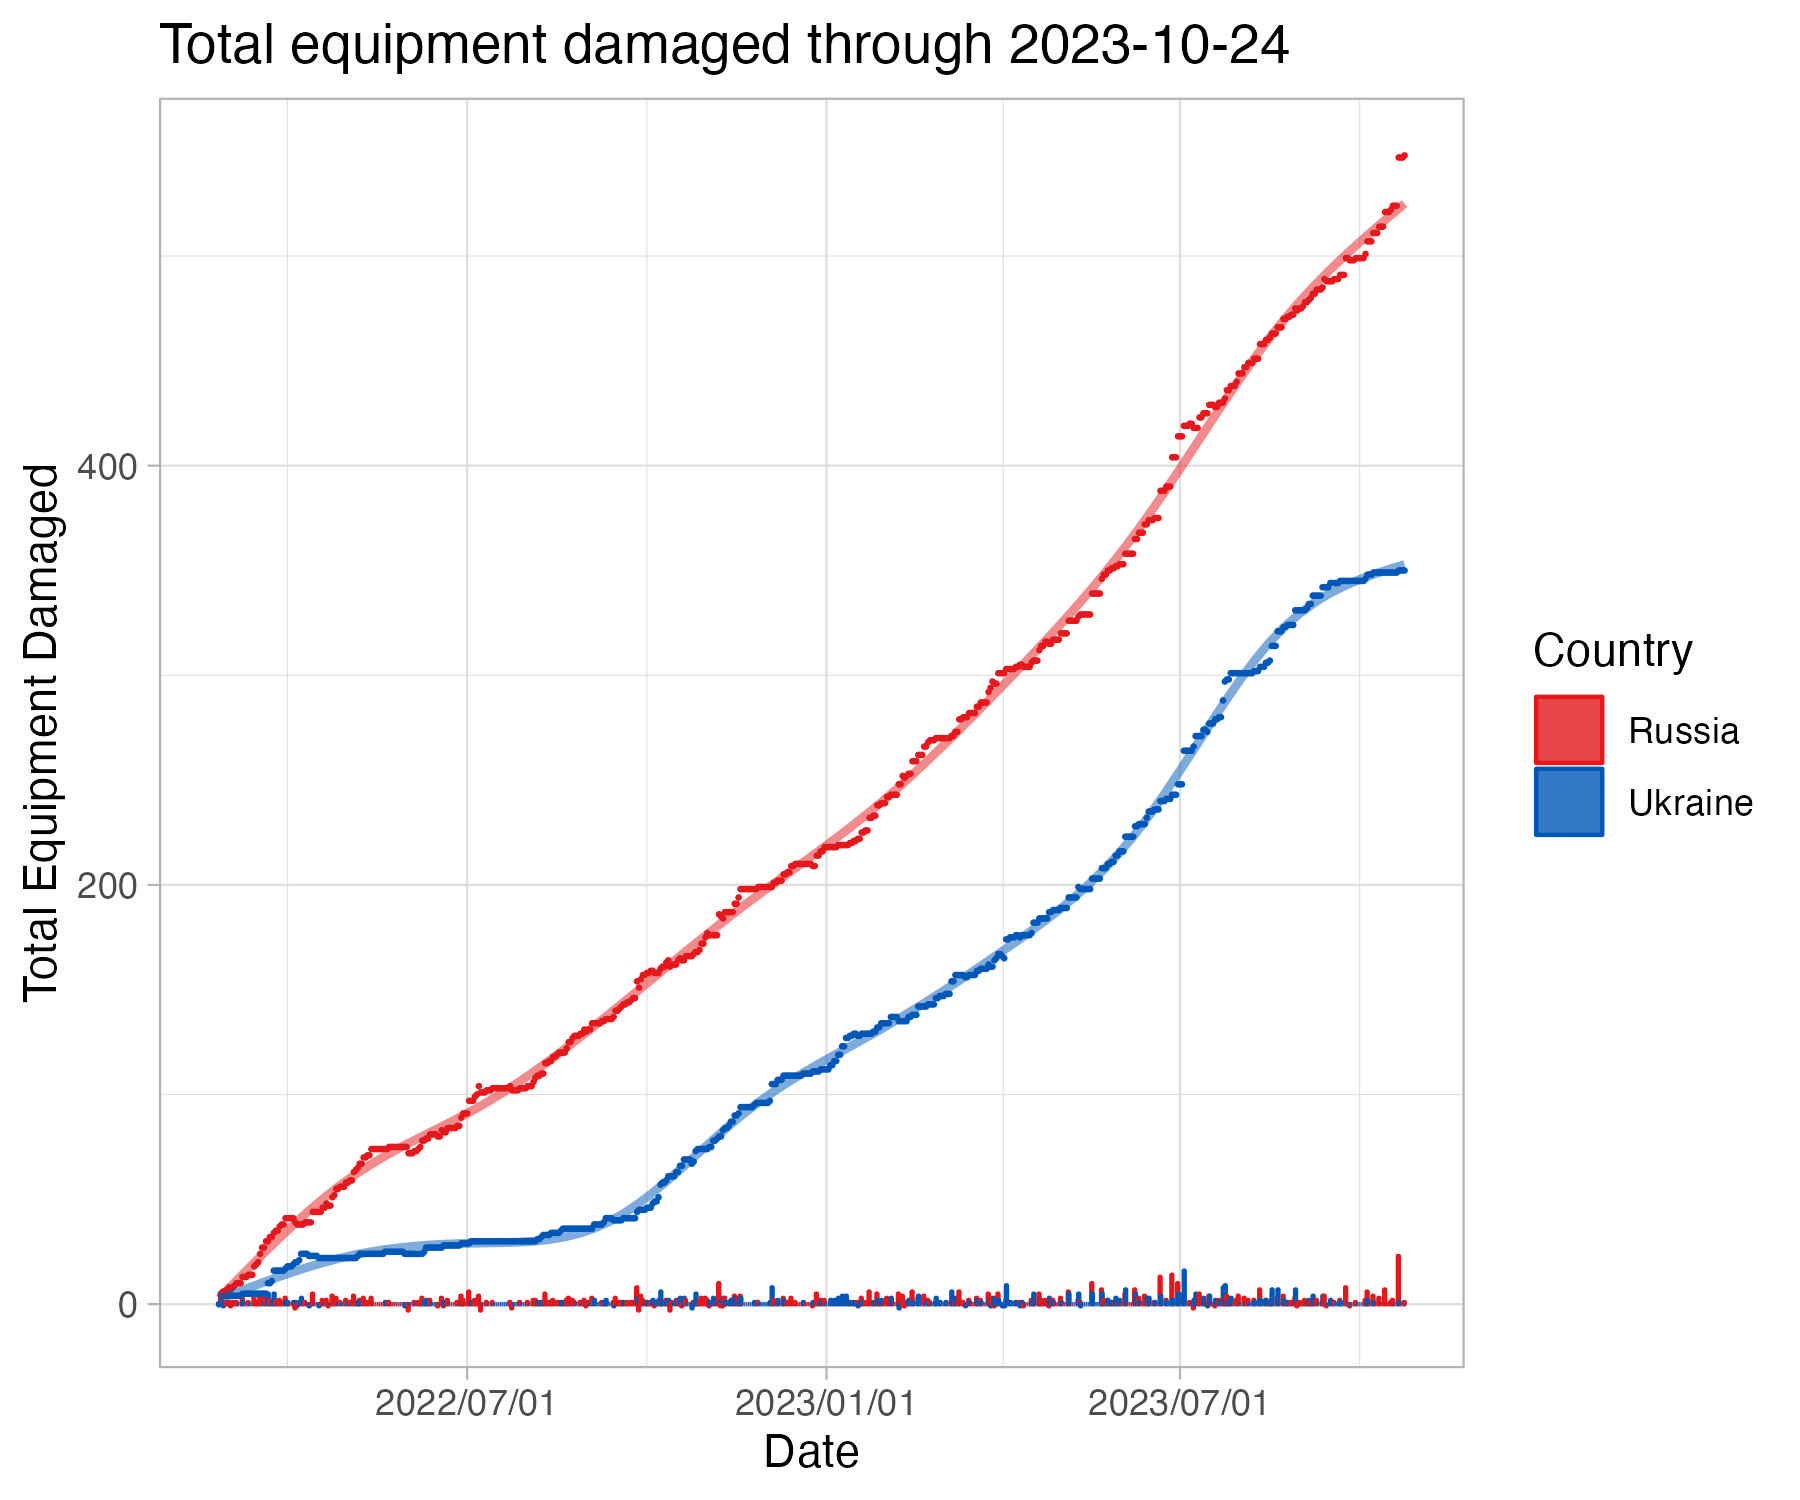 Total equipment damaged through 2023-10-24
Total Equipment Damaged
400
200
0
2022/07/01
2023/01/01
2023/07/01
Date
Country
Russia
Ukraine